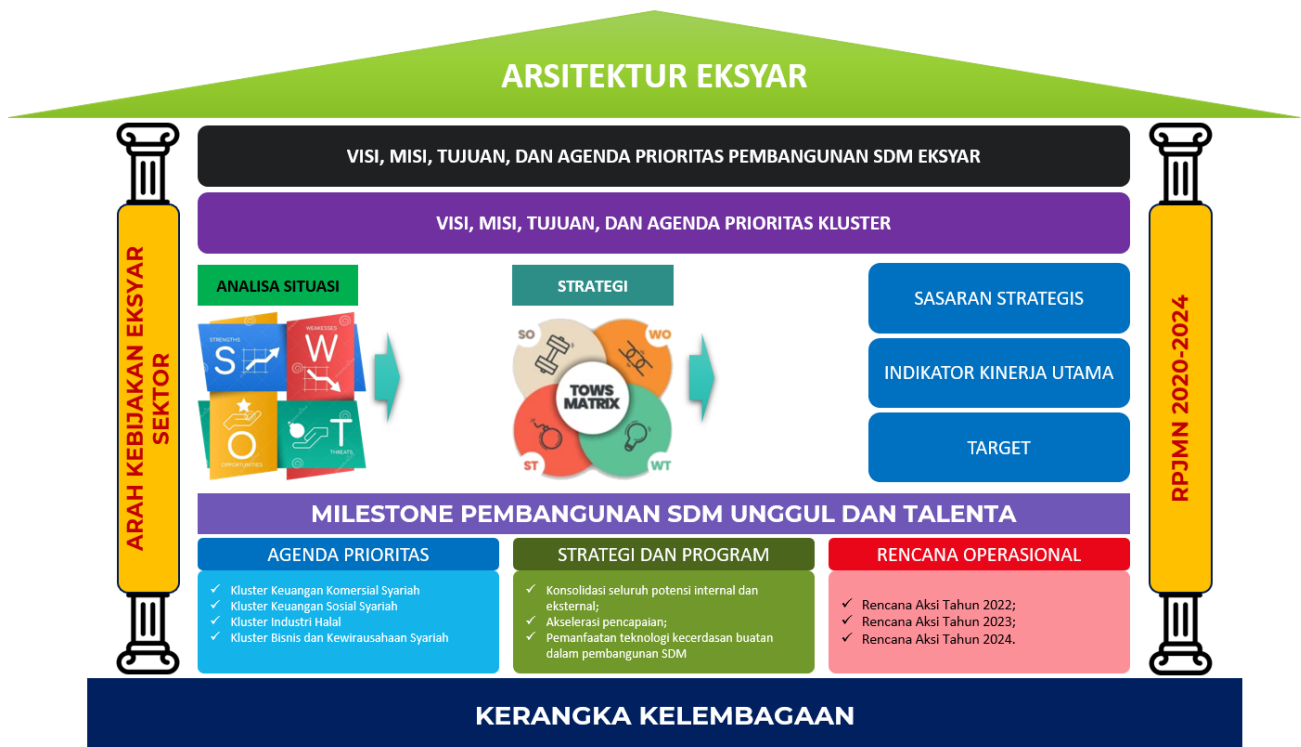 ARSITEKTUR EKSYAR
VISI, MISI, TUJUAN, DAN AGENDA PRIORITAS PEMBANGUNAN SDM EKSYAR
VISI, MISI, TUJUAN, DAN AGENDA PRIORITAS KLUSTER
ARAH KEBIJAKAN EKSYAR
SEKTOR
ANALISA SITUASI
STRENGTHS
S
WEAKNESSES
W
O
OPPORTUNITIES
T
THREATS
STRATEGI
SO
WO
TOWS
MATRIX
ST
WT
SASARAN STRATEGIS
INDIKATOR KINERJA UTAMA
TARGET
RPJMN 2020-2024
MILESTONE PEMBANGUNAN SDM UNGGUL DAN TALENTA
AGENDA PRIORITAS
✓ Kluster Keuangan Komersial Syariah
✓ Kluster Keuangan Sosial Syariah
✓ Kluster Industri Halal
✓ Kluster Bisnis dan Kewirausahaan Syariah
STRATEGI DAN PROGRAM
✓ Konsolidasi seluruh potensi internal dan
eksternal;
✓ Akselerasi pencapaian;
✓ Pemanfaatan teknologi kecerdasan buatan
dalam pembangunan SDM
RENCANA OPERASIONAL
✓ Rencana Aksi Tahun 2022;
✓ Rencana Aksi Tahun 2023;
✓ Rencana Aksi Tahun 2024.
KERANGKA KELEMBAGAAN